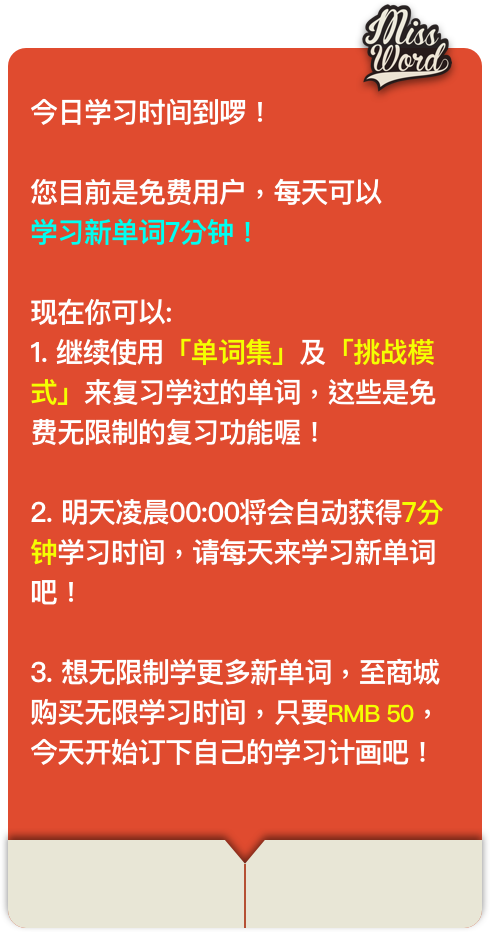 Miss
Word
今日学习时间到啰！
您目前是免费用户，每天可以
学习新单词7分钟！
现在你可以:
1. 继续使用「单词集」及「挑战模
式」来复习学过的单词，这些是免
费无限制的复习功能喔！
2. 明天凌晨00:00将会自动获得7分
钟学习时间，请每天来学习新单词
吧！
3. 想无限制学更多新单词，至商城
购买无限学习时间，只要RMB 50，
今天开始订下自己的学习计画吧！